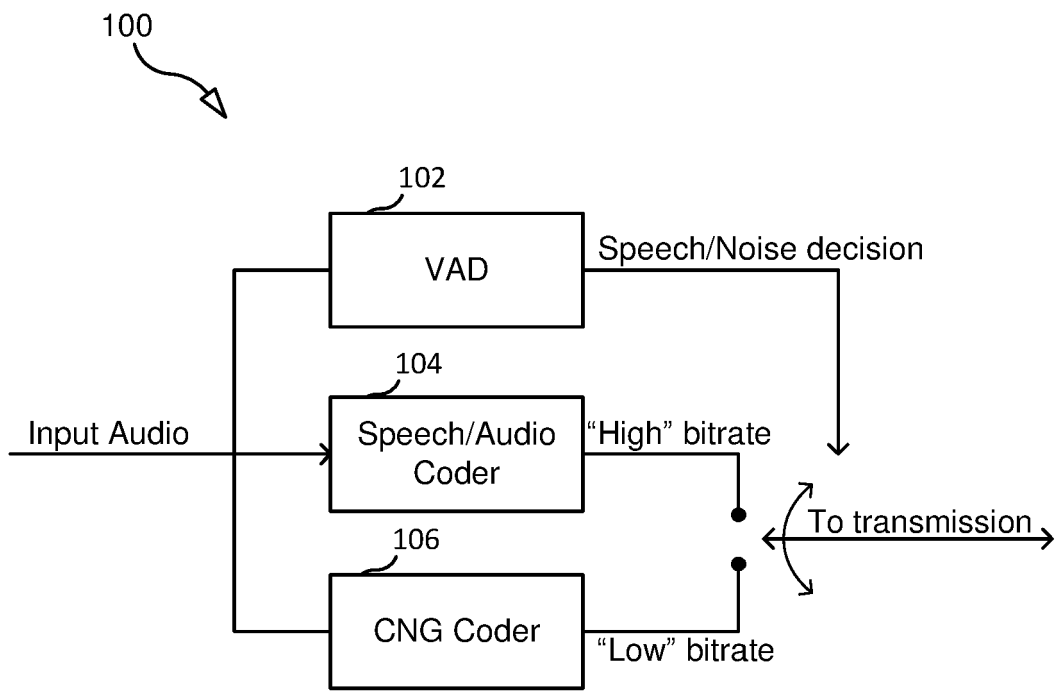 100
102
VAD
Speech/Noise decision
104
Input Audio
Speech/Audio
Coder
“High” bitrate
To transmission
106
CNG Coder
“Low” bitrate